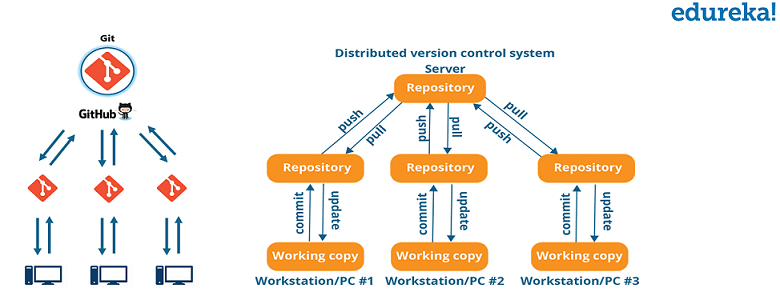 edureka!
Git
GitHub
Distributed version control system
Server
Repository
push
pull
push
pull
push
pull
Repository
Repository
Repository
commit
update
commit
update
commit
update
Working copy
Working copy
Working copy
Workstation/PC #1
Workstation/PC #2
Workstation/PC #3